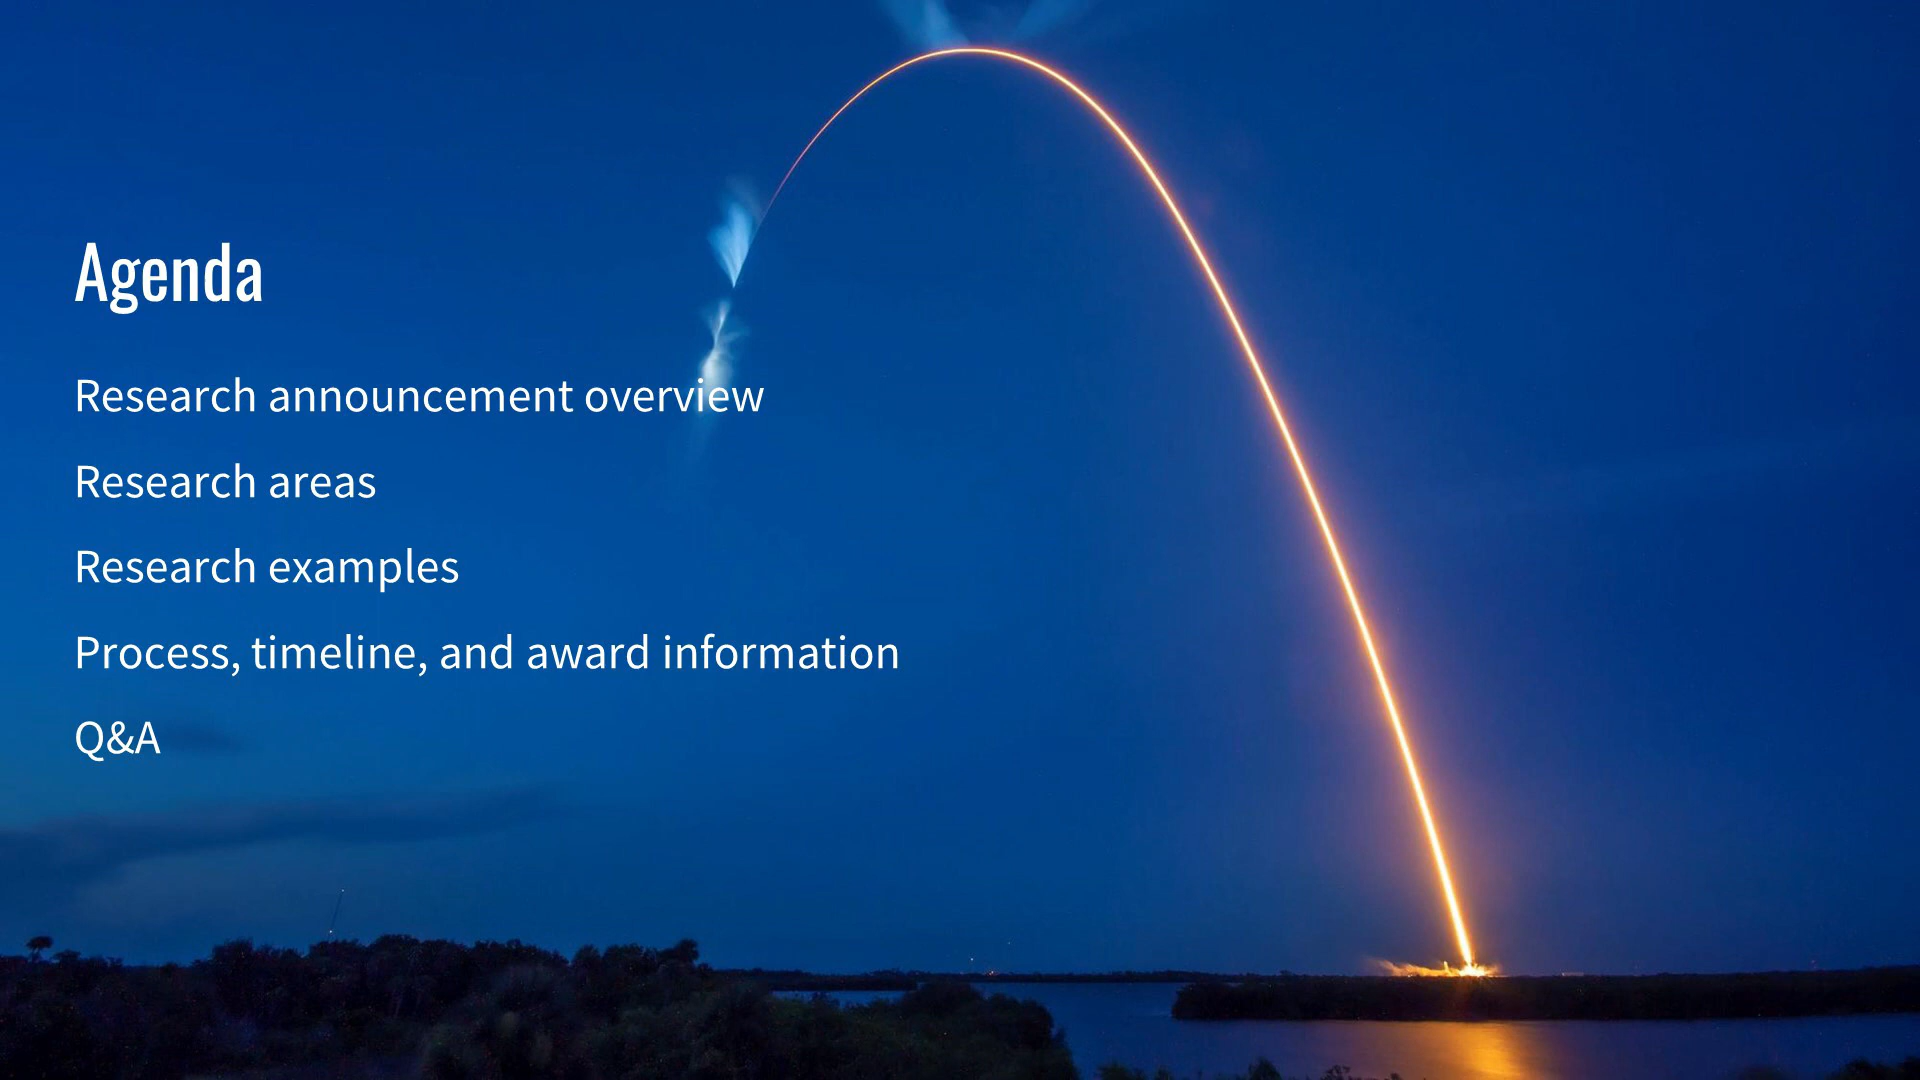 Agenda
Research announcement overview
Research areas
Research examples
Process, timeline, and award information
Q&A